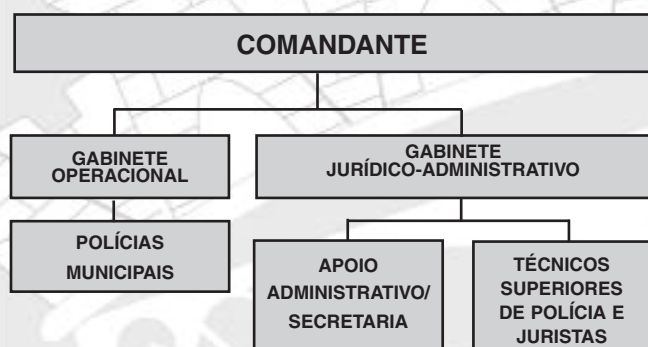 COMANDANTE
GABINETE
OPERACIONAL
GABINETE
JURÍDICO-ADMINISTRATIVO
POLÍCIAS
MUNICIPAIS
APOIO
ADMINISTRATIVO/
SECRETARIA
TÉCNICOS
SUPERIORES
DE POLÍCIA E
JURISTAS